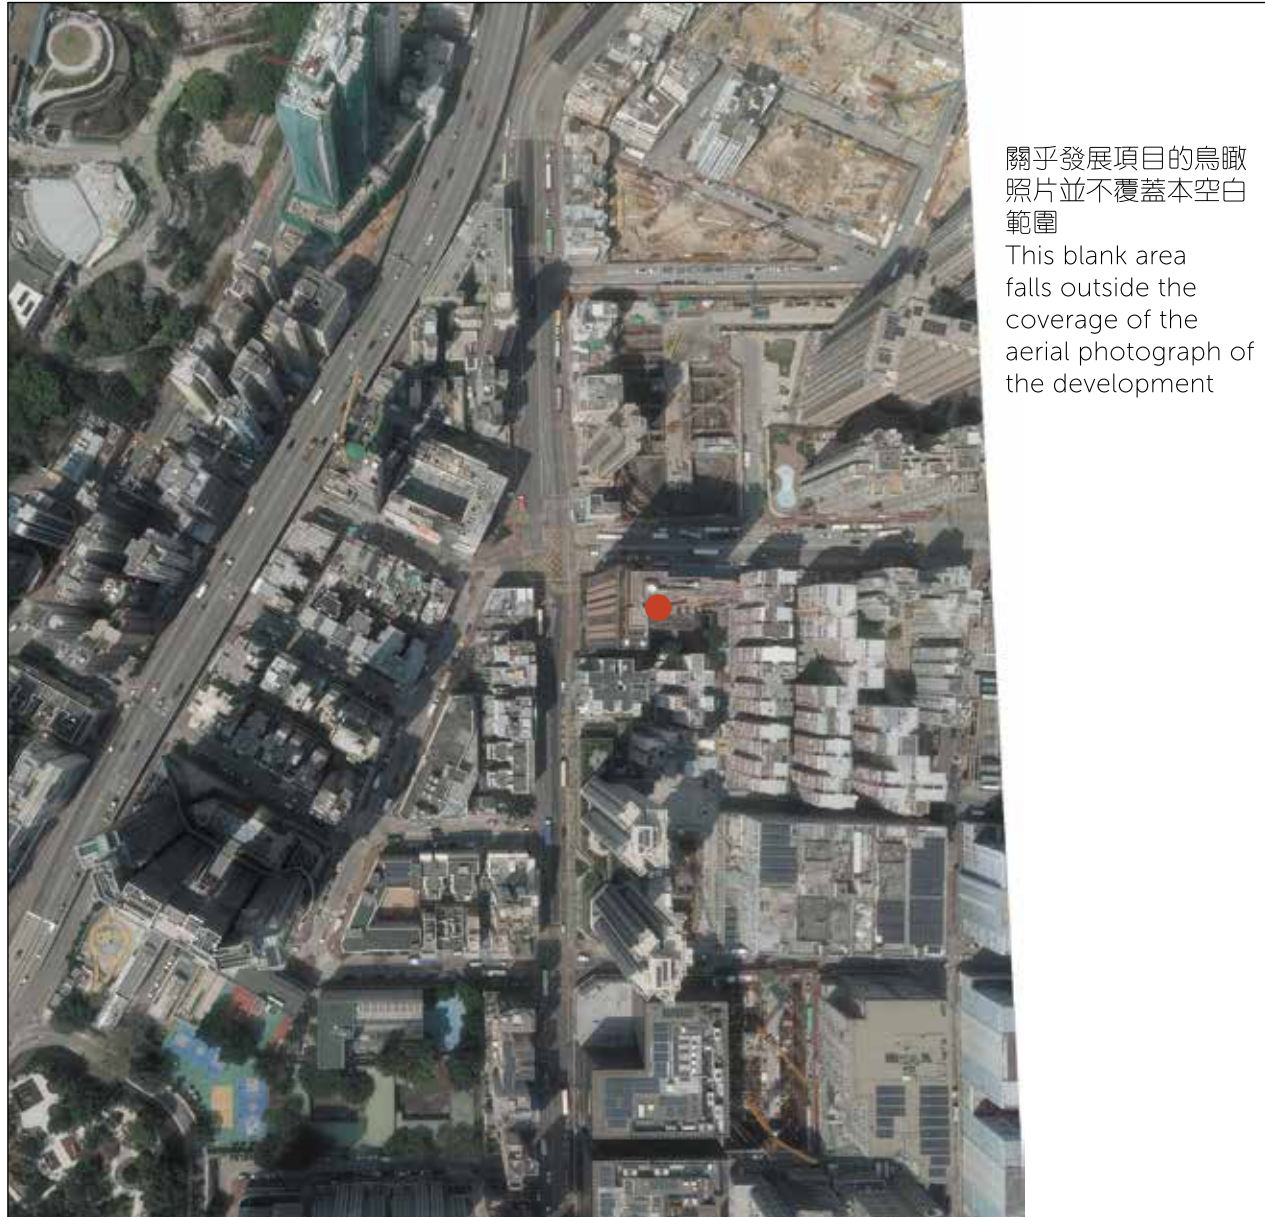 關乎發展項目的鳥瞰
照片並不覆蓋本空白
範圍
This blank area
falls outside the
coverage of the
aerial photograph of
the development